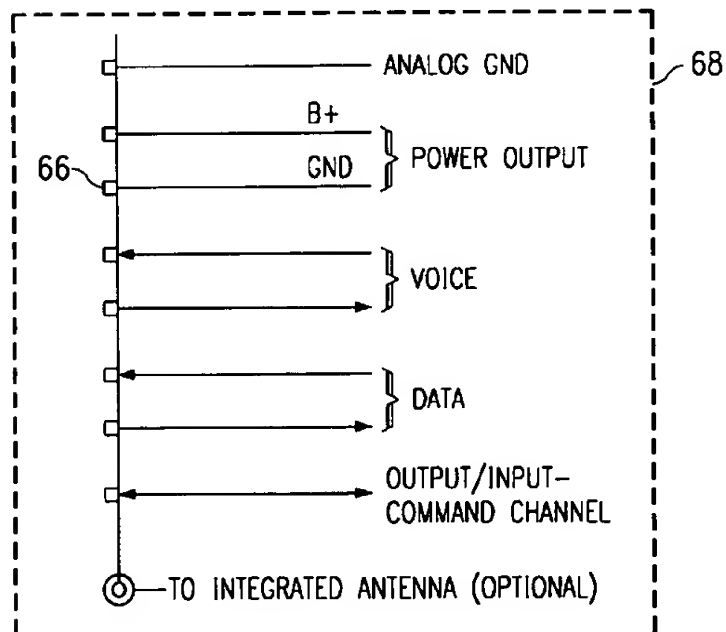 ANALOG GND
68
B+
POWER OUTPUT
66
GND
VOICE
DATA
OUTPUT/INPUT-
COMMAND CHANNEL
TO INTEGRATED ANTENNA (OPTIONAL)